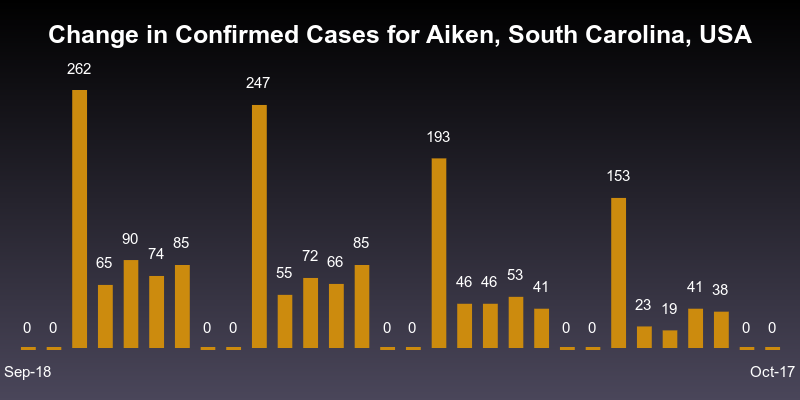 Change in Confirmed Cases for Aiken, South Carolina, USA
0 0 262 65 90 74 85 0 0 247 55 72 66 85 0 0 193 46 46 53 41 0 0 153 23 19 41 38 0 0
Sep-18 Oct-17